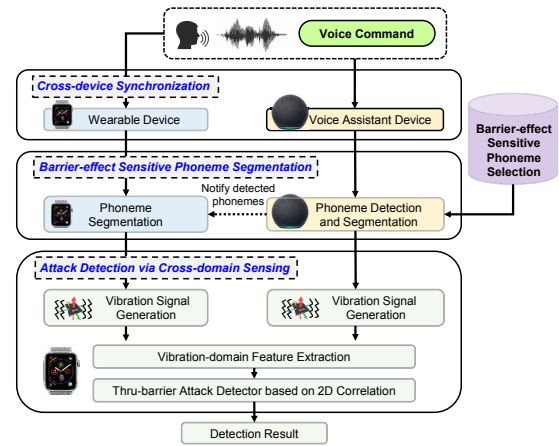 Voice Command
Cross-device Synchronization
Wearable Device
Voice Assistant Device
Barrier-effect
Sensitive
Phoneme
Selection
Barrier-effect Sensitive Phoneme Segmentation
Notify detected
phonemes
Phoneme
Segmentation
Phoneme Detection
and Segmentation
Attack Detection via Cross-domain Sensing
Vibration Signal
Generation
Vibration Signal
Generation
Vibration-domain Feature Extraction
Thru-barrier Attack Detector based on 2D Correlation
Detection Result